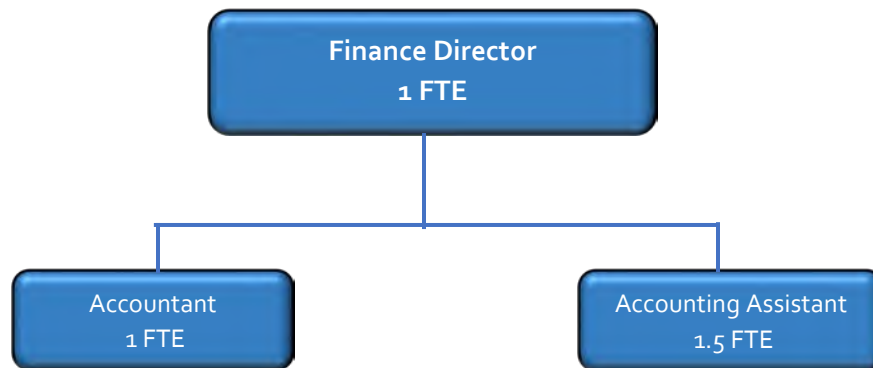 Finance Director
1 FTE
Accountant
1 FTE
Accounting Assistant
1.5 FTE